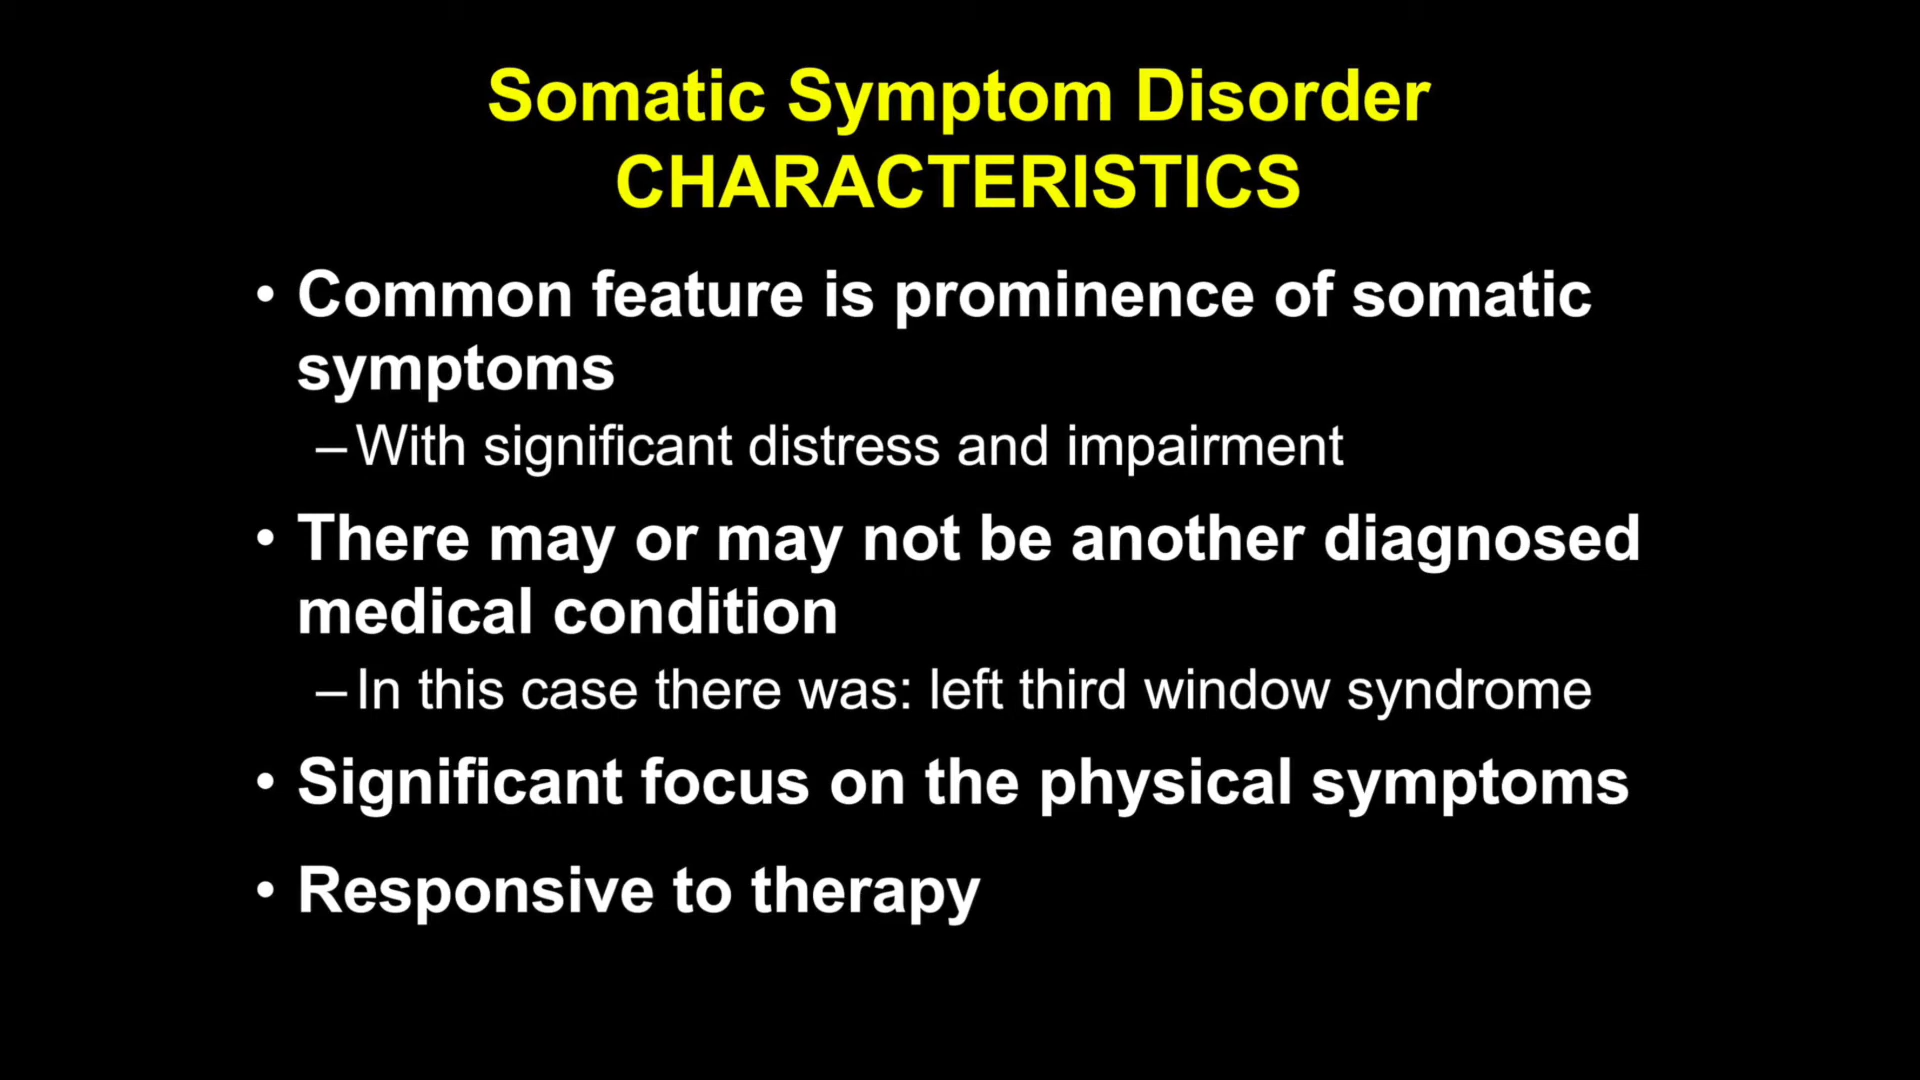 Somatic Symptom Disorder
CHARACTERISTICS
• Common feature is prominence of somatic
symptoms
– With significant distress and impairment
• There may or may not be another diagnosed
medical condition
– In this case there was: left third window syndrome
• Significant focus on the physical symptoms
• Responsive to therapy